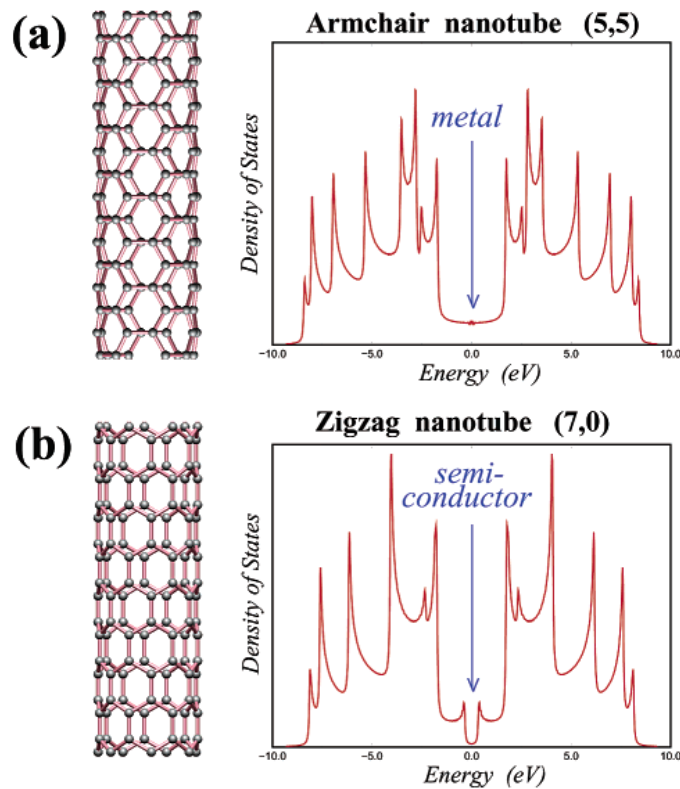 (a)
Armchair nanotube (5,5)
metal
Density of States
−10.0 −5.0 0.0 5.0 10.0
Energy (eV)
(b)
Zigzag nanotube (7,0)
semi-
conductor
Density of States
−10.0 −5.0 0.0 5.0 10.0
Energy (eV)